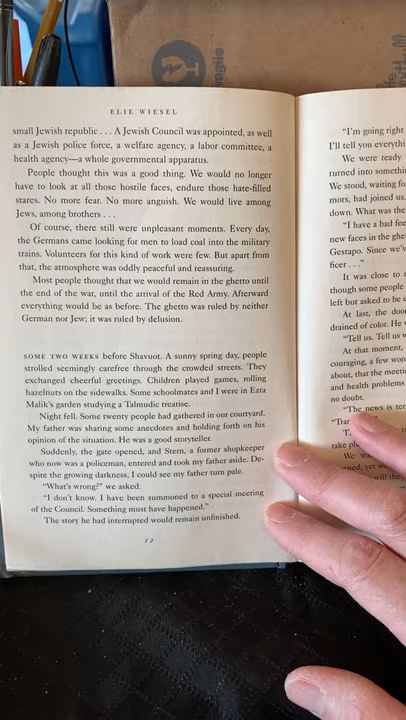 fragile
ELIE WIESEL
small Jewish republic . . . A Jewish Council was appointed, as well
as a Jewish police force, a welfare agency, a labor committee, a
health agency—a whole governmental apparatus.
People thought this was a good thing. We would no longer
have to look at all those hostile faces, endure those hate-filled
stares. No more fear. No more anguish. We would live among
Jews, among brothers . . .
Of course, there still were unpleasant moments. Every day,
the Germans came looking for men to load coal into the military
trains. Volunteers for this kind of work were few. But apart from
that, the atmosphere was oddly peaceful and reassuring.
Most people thought that we would remain in the ghetto until
the end of the war, until the arrival of the Red Army. Afterward
everything would be as before. The ghetto was ruled by neither
German nor Jew; it was ruled by delusion.
SOME TWO WEEKS before Shavuot. A sunny spring day, people
strolled seemingly carefree through the crowded streets. They
exchanged cheerful greetings. Children played games, rolling
hazelnuts on the sidewalks. Some schoolmates and I were in Ezra
Malik's garden studying a Talmudic treatise.
Night fell. Some twenty people had gathered in our courtyard.
My father was sharing some anecdotes and holding forth on his
opinion of the situation. He was a good storyteller.
Suddenly, the gate opened, and Stern, a former shopkeeper
who now was a policeman, entered and took my father aside. De-
spite the growing darkness, I could see my father turn pale.
"What's wrong?" we asked.
"I don't know. I have been summoned to a special meeting
of the Council. Something must have happened."
The story he had interrupted would remain unfinished.
12
"I'm going right
I'll tell you everythi
We were ready
turned into somethi
We stood, waiting fo
mors, had joined us.
down. What was the
"I have a bad fee
new faces in the ghe
Gestapo. Since we'v
ficer . . ."
It was close to
though some people
left but asked to be c
At last, the doo
drained of color. He v
"Tell us. Tell us w
At that moment,
couraging, a few wor
about, that the meetin
and health problems
no doubt.
"The news is ter
"Tra
take pla
We wa
will the